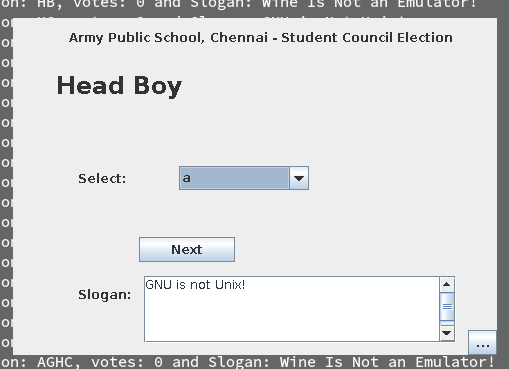 on: HB, votes: 0 and Slogan: Wine Is Not an Emulator!
Army Public School, Chennai - Student Council Election
Head Boy
Select:
a
Next
Slogan:
GNU is not Unix!
...
on: AGHC, votes: 0 and Slogan: Wine Is Not an Emulator!